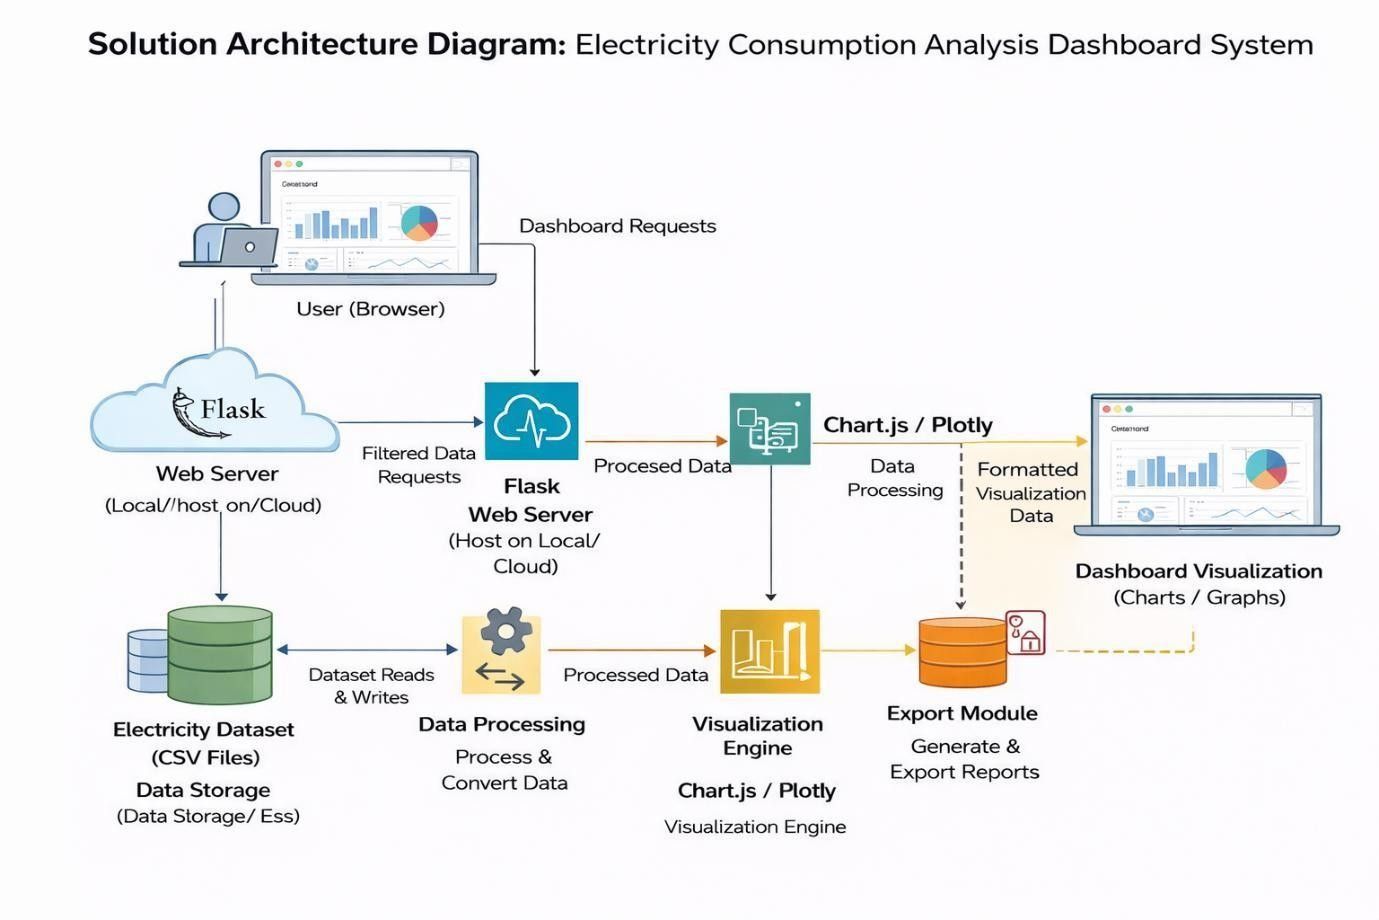 Solution Architecture Diagram: Electricity Consumption Analysis Dashboard System
Dashboard Requests
User (Browser)
Flask
Web Server
(Local//host on/Cloud)
Filtered Data
Requests
Flask
Web Server
(Host on Local/
Cloud)
Procesed Data
Chart.js / Plotly
Data
Processing
Formatted
Visualization
Data
Dashboard Visualization
(Charts / Graphs)
Electricity Dataset
(CSV Files)
Data Storage
(Data Storage/ Ess)
Dataset Reads
& Writes
Data Processing
Process &
Convert Data
Processed Data
Visualization
Engine
Chart.js / Plotly
Visualization Engine
Export Module
Generate &
Export Reports